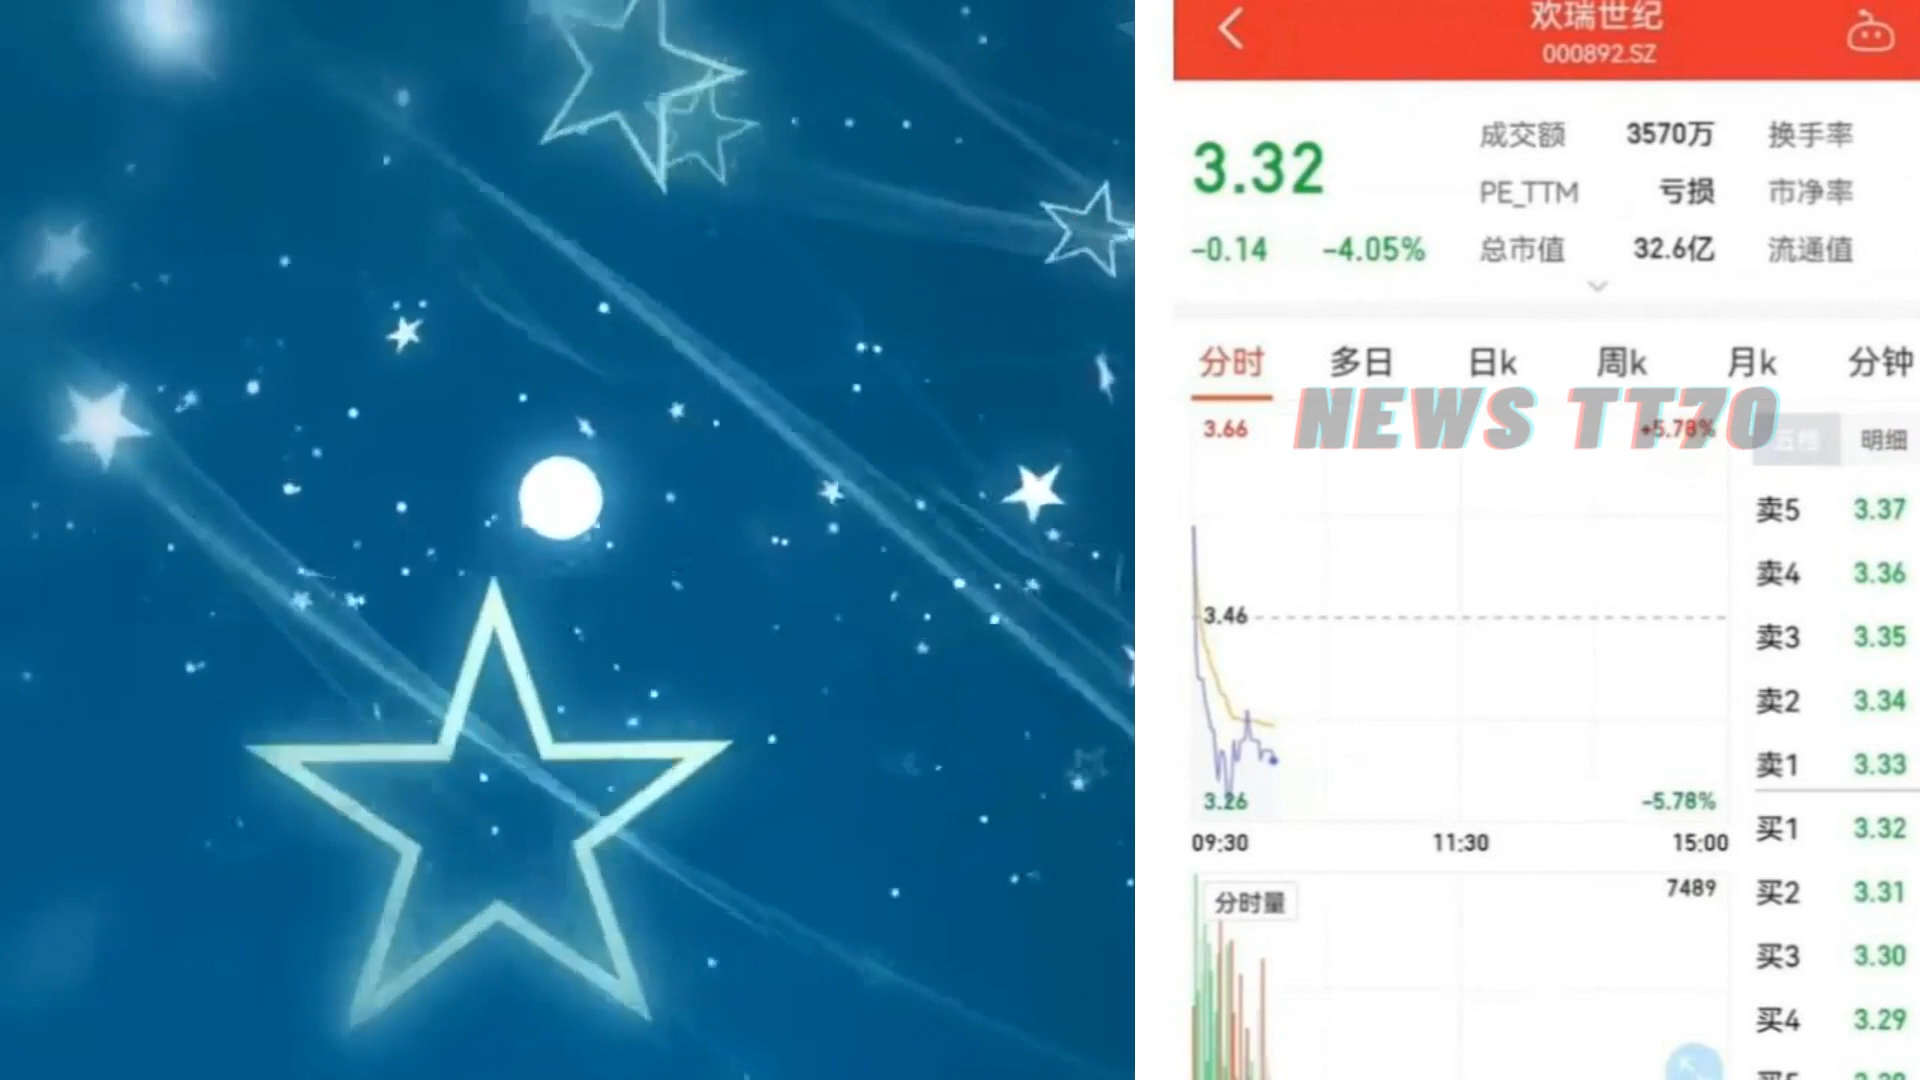 欢瑞世纪
000892.SZ
3.32
-0.14 -4.05%
成交额 3570万 换手率
PE_TTM 亏损 市净率
总市值 32.6亿 流通值
分时 多日 日k 周k 月k 分钟
NEWS TT70
3.66 +5.78%
五档 明细
3.46
3.26 -5.78%
09:30 11:30 15:00
分时量 7489
卖5 3.37
卖4 3.36
卖3 3.35
卖2 3.34
卖1 3.33
买1 3.32
买2 3.31
买3 3.30
买4 3.29